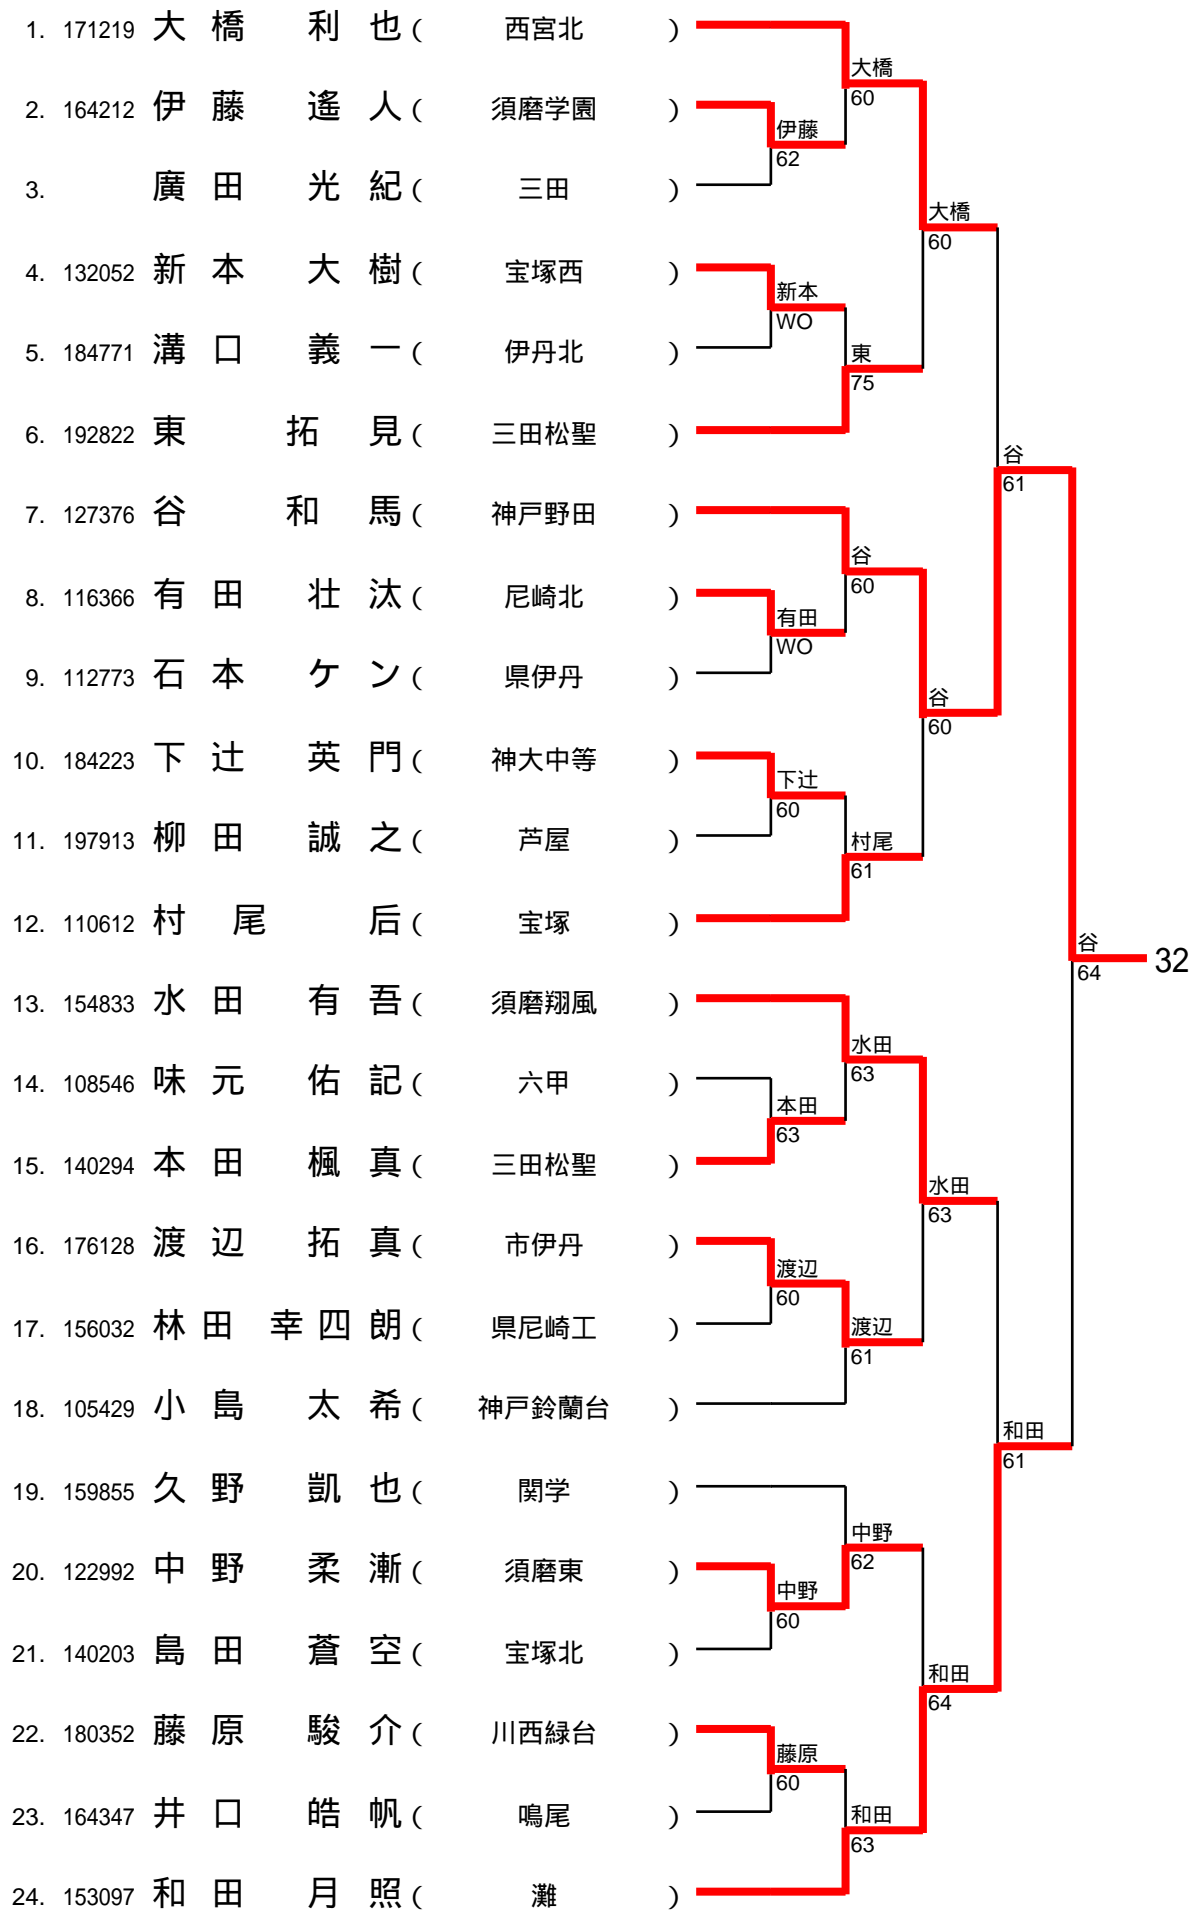 1. 171219 大橋 利也 ( 西宮北 )
大橋
60
2. 164212 伊藤 遙人 ( 須磨学園 )
伊藤
62
3. 廣田 光紀 ( 三田 )
大橋
60
4. 132052 新本 大樹 ( 宝塚西 )
新本
WO
5. 184771 溝口 義一 ( 伊丹北 )
東
75
6. 192822 東 拓見 ( 三田松聖 )
谷
61
7. 127376 谷 和馬 ( 神戸野田 )
谷
60
8. 116366 有田 壮汰 ( 尼崎北 )
有田
WO
9. 112773 石本 ケン ( 県伊丹 )
谷
60
10. 184223 下辻 英門 ( 神大中等 )
下辻
60
11. 197913 柳田 誠之 ( 芦屋 )
村尾
61
12. 110612 村尾 后 ( 宝塚 )
谷
64
32
13. 154833 水田 有吾 ( 須磨翔風 )
水田
63
14. 108546 味元 佑記 ( 六甲 )
本田
63
15. 140294 本田 楓真 ( 三田松聖 )
水田
63
16. 176128 渡辺 拓真 ( 市伊丹 )
渡辺
60
17. 156032 林田 幸四朗 ( 県尼崎工 )
渡辺
61
18. 105429 小島 太希 ( 神戸鈴蘭台 )
和田
61
19. 159855 久野 凱也 ( 関学 )
中野
62
20. 122992 中野 柔漸 ( 須磨東 )
中野
60
21. 140203 島田 蒼空 ( 宝塚北 )
和田
64
22. 180352 藤原 駿介 ( 川西緑台 )
藤原
60
23. 164347 井口 皓帆 ( 鳴尾 )
和田
63
24. 153097 和田 月照 ( 灘 )